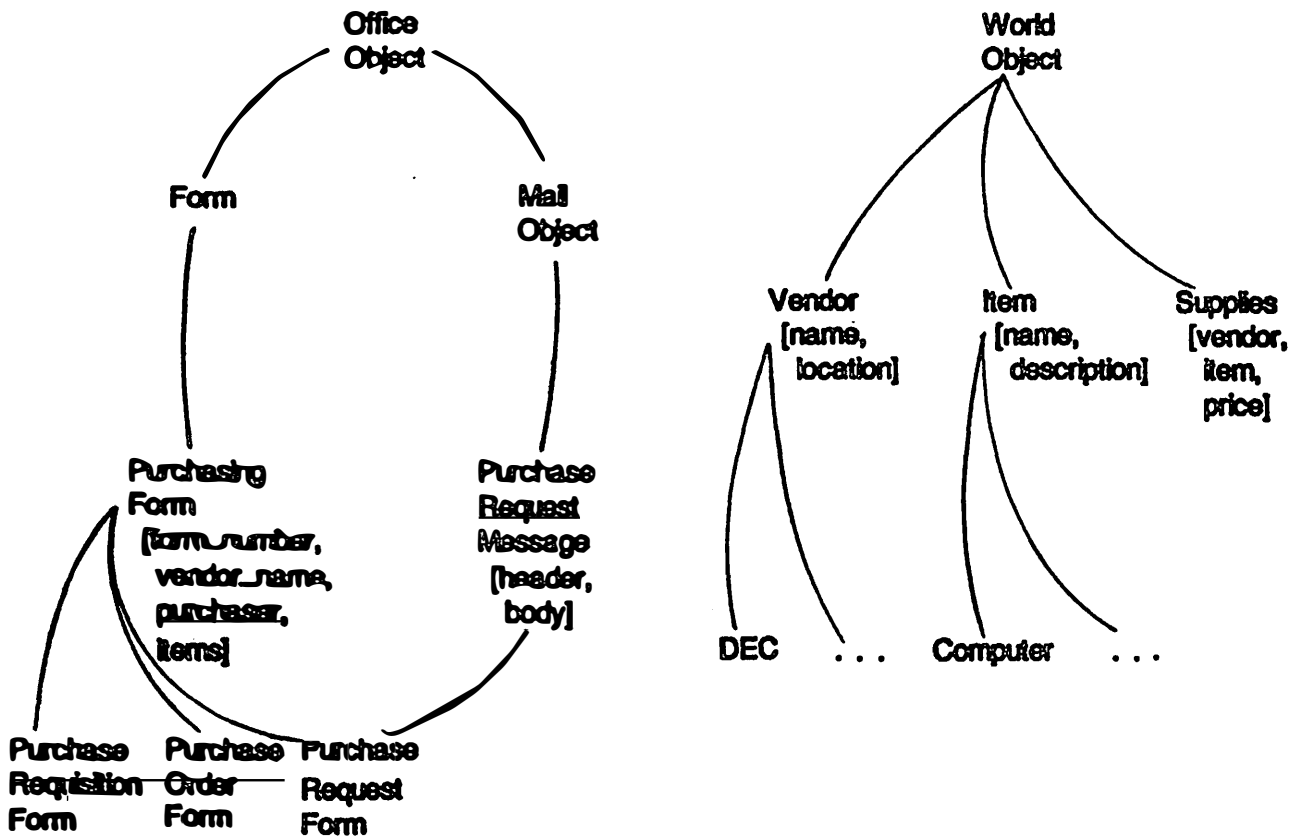 Office
Object
World
Object
Form
Mail
Object
Vendor
[name,
location]
Item
[name,
description]
Supplies
[vendor,
item,
price]
Purchasing
Form
[form_number,
vendor_name,
purchaser,
items]
Purchase
Request
Message
[header,
body]
DEC
. . .
Computer
. . .
Purchase
Requisition
Form
Purchase
Order
Form
Purchase
Request
Form